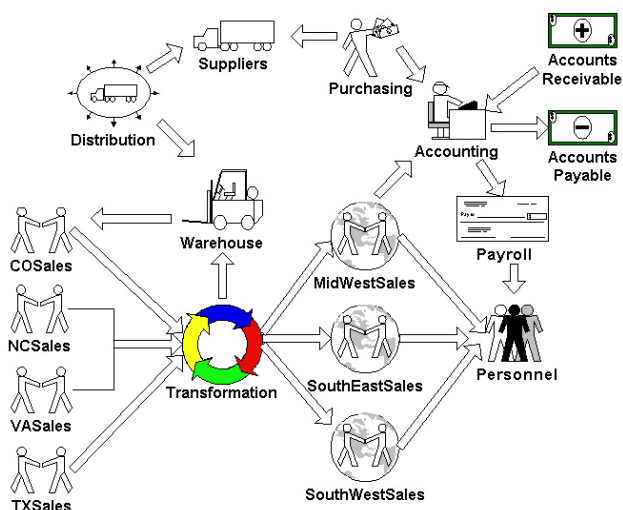 Suppliers
Purchasing
Accounts
Receivable
Distribution
Accounting
Accounts
Payable
Warehouse
Payroll
COSales
MidWestSales
NCSales
Transformation
SouthEastSales
Personnel
VASales
SouthWestSales
TXSales